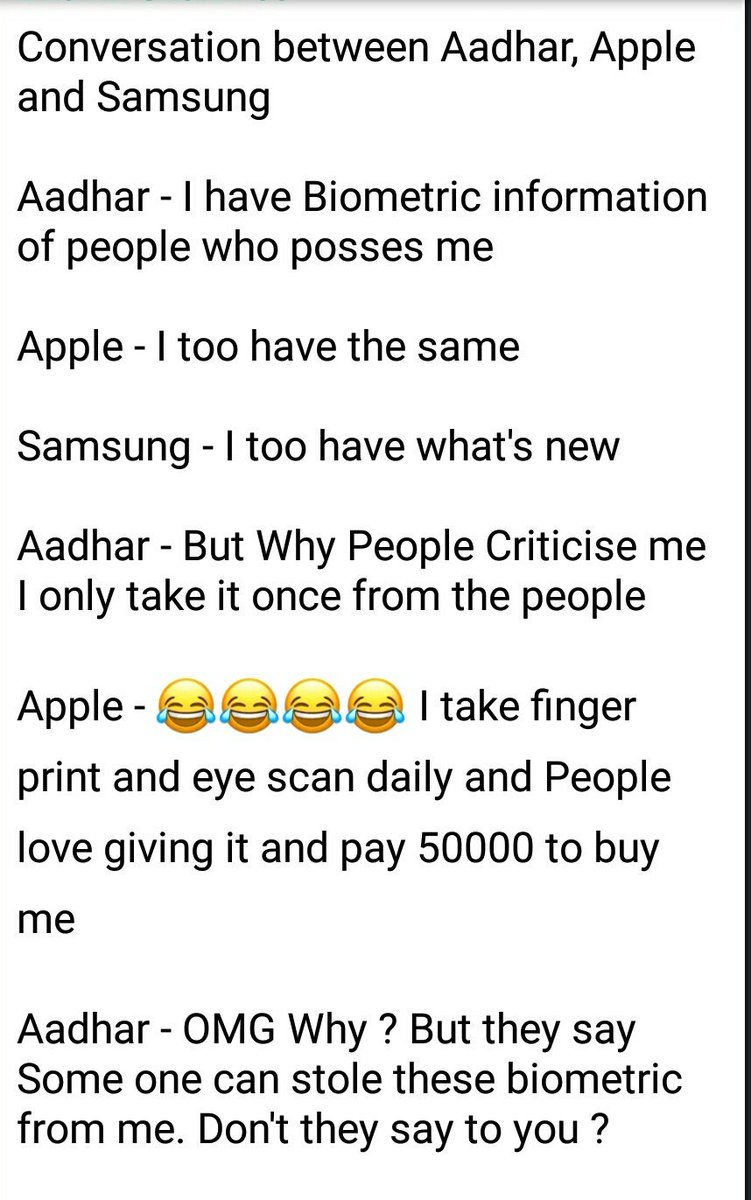 Conversation between Aadhar, Apple
and Samsung
Aadhar - I have Biometric information
of people who posses me
Apple - I too have the same
Samsung - I too have what's new
Aadhar - But Why People Criticise me
I only take it once from the people
Apple - 😂😂😂😂 I take finger
print and eye scan daily and People
love giving it and pay 50000 to buy
me
Aadhar - OMG Why ? But they say
Some one can stole these biometric
from me. Don't they say to you ?